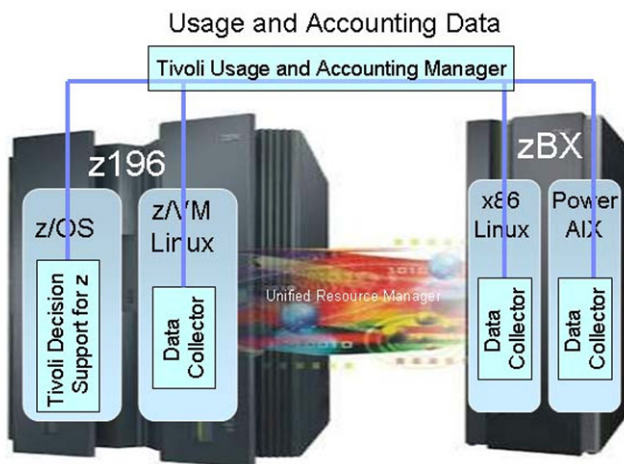 Usage and Accounting Data
Tivoli Usage and Accounting Manager
z196
zBX
z/OS
z/VM
Linux
x86
Linux
Power
AIX
Tivoli Decision
Support for z
Data
Collector
Unified Resource Manager
Data
Collector
Data
Collector